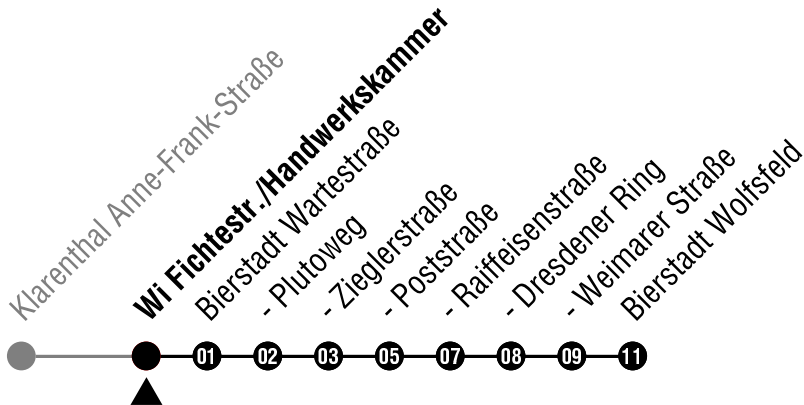 Klarenthal Anne-Frank-Straße
Wi Fichtestr./Handwerkskammer
Bierstadt Wartestraße
- Plutoweg
- Zieglerstraße
- Poststraße
- Raiffeisenstraße
- Dresdener Ring
- Weimarer Straße
Bierstadt Wolfsfeld
01 02 03 05 07 08 09 11